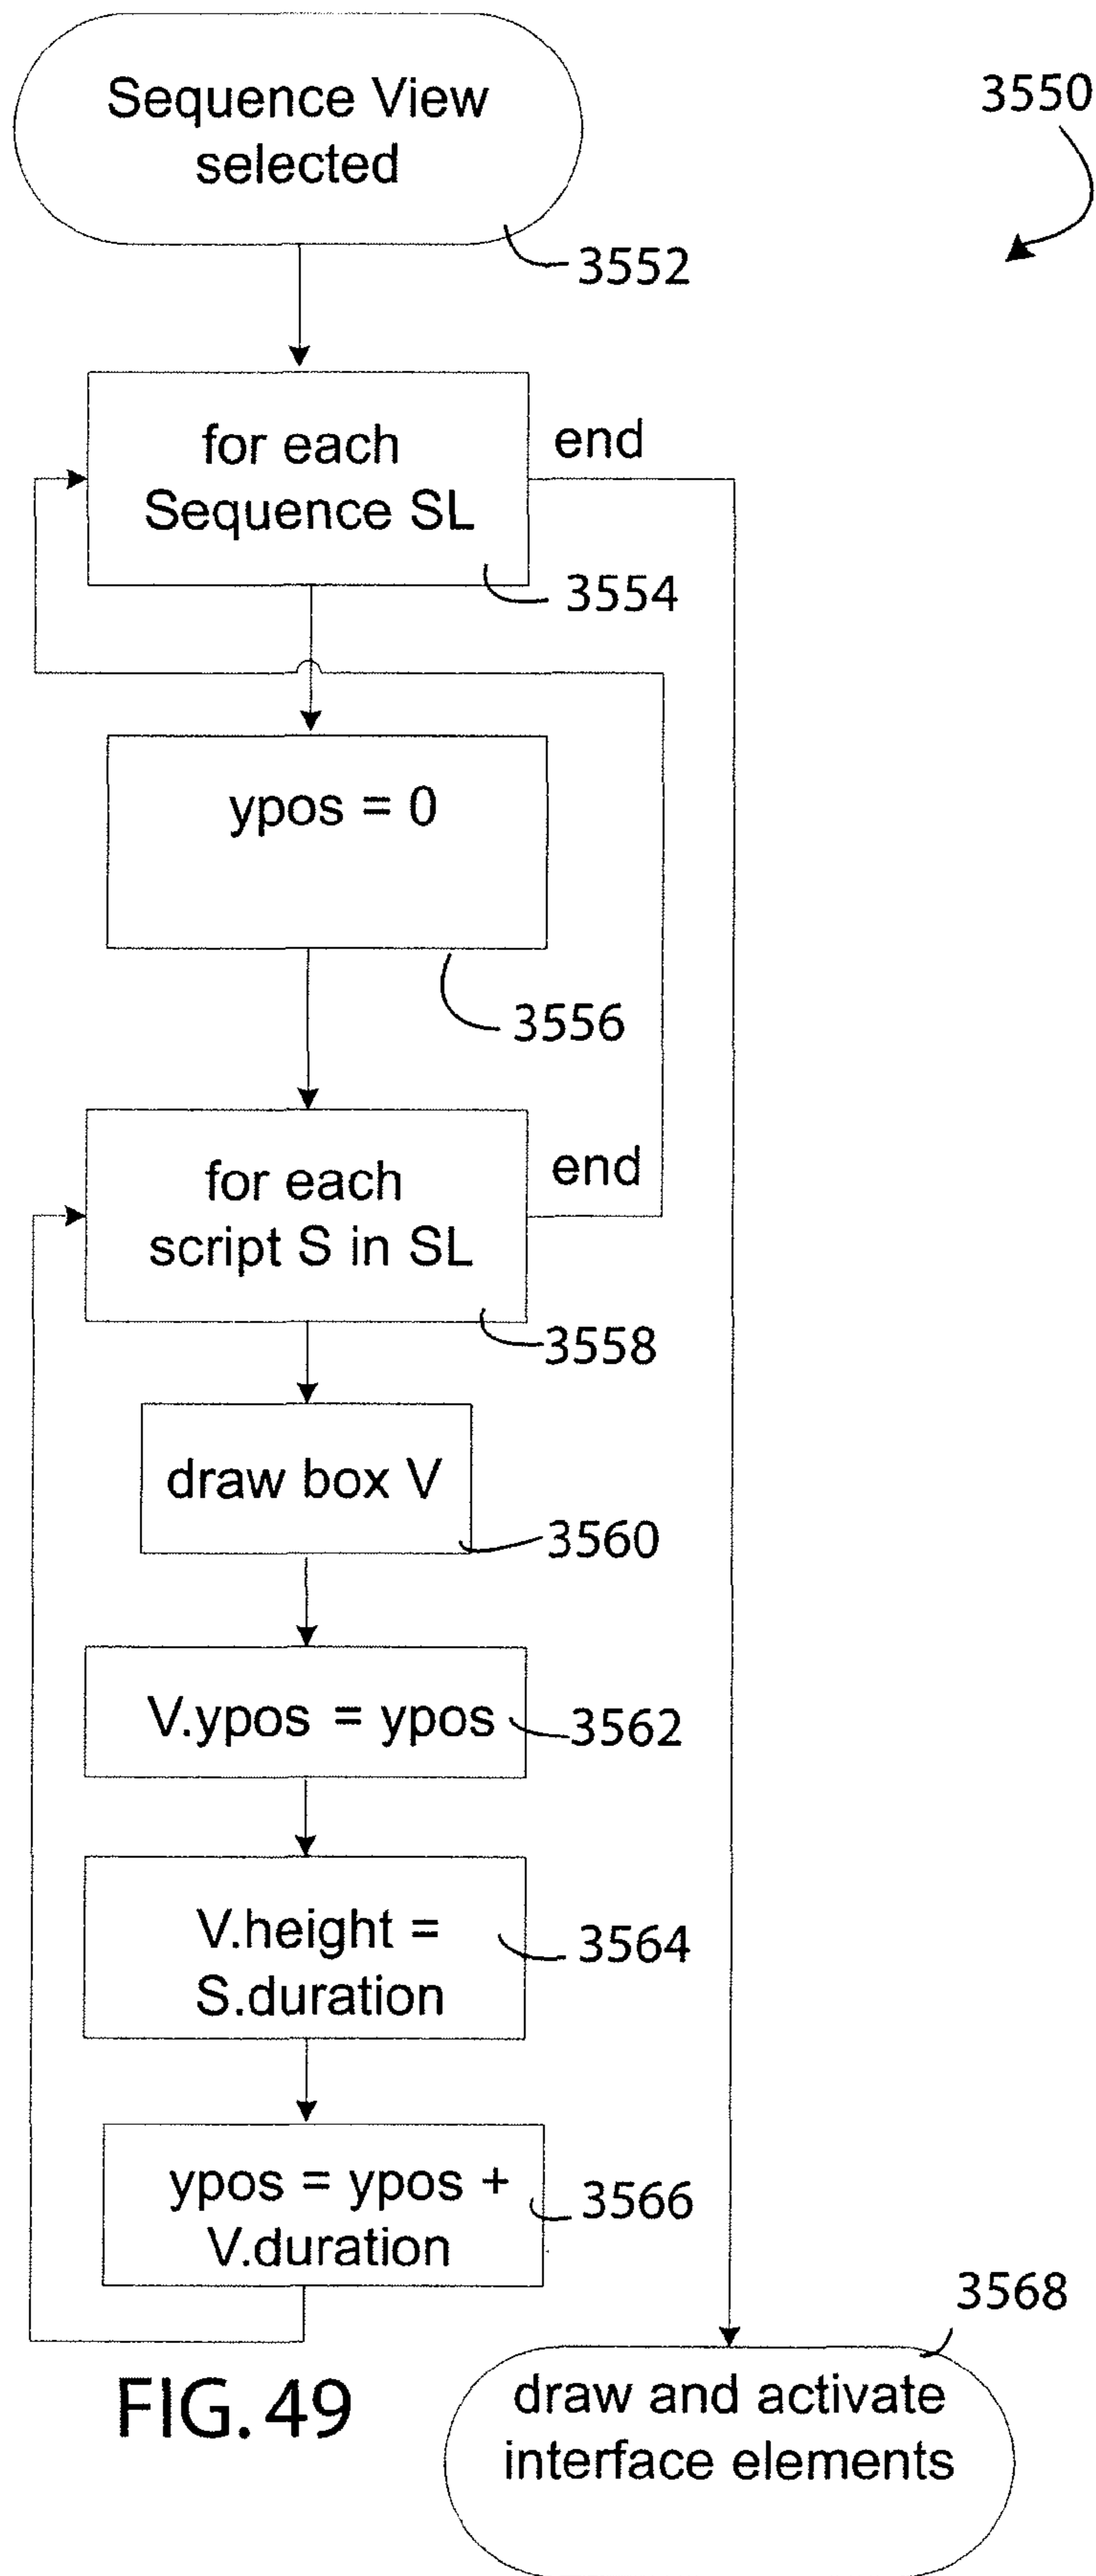 Sequence View
selected
3550
3552
for each
Sequence SL
end
3554
ypos = 0
3556
for each
script S in SL
end
3558
draw box V
3560
V.ypos = ypos
3562
V.height =
S.duration
3564
ypos = ypos +
V.duration
3566
3568
draw and activate
interface elements
FIG. 49